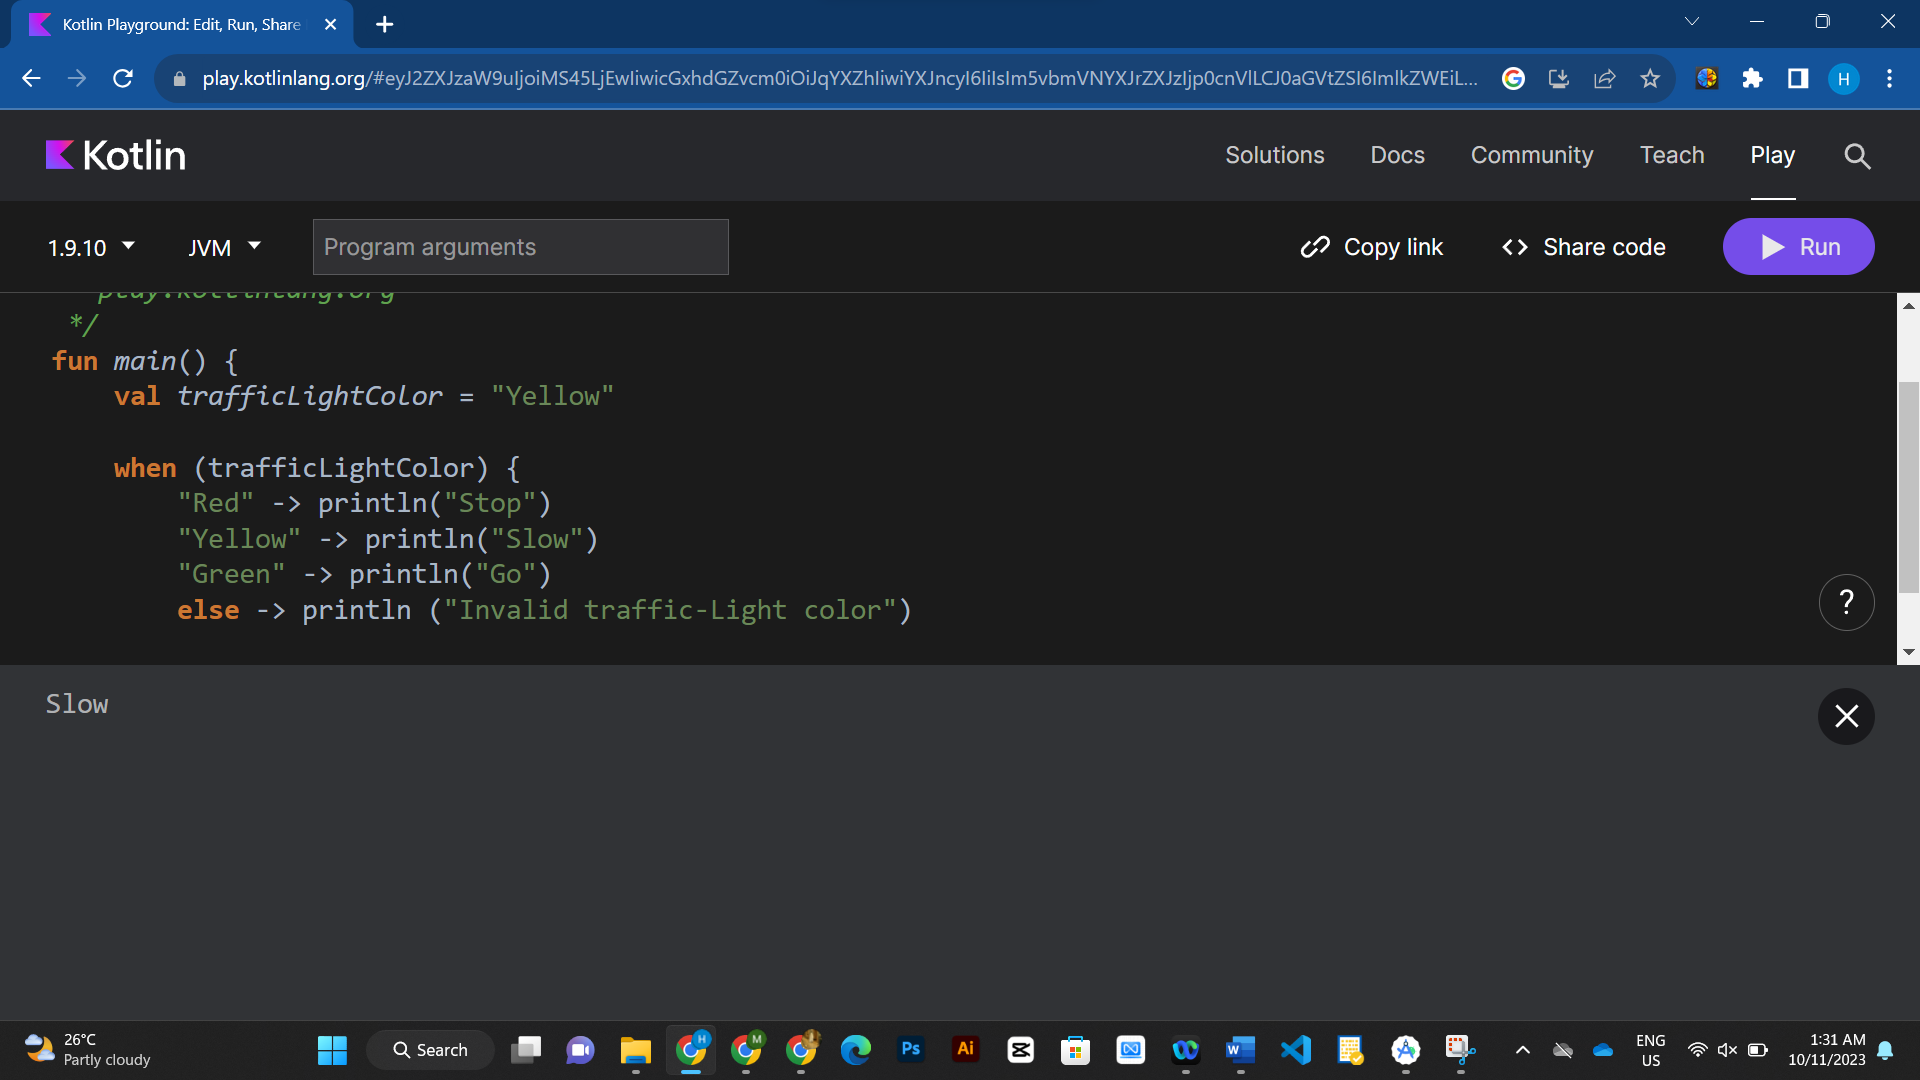 Kotlin Playground: Edit, Run, Share
play.kotlinlang.org/#eyJ2ZXJzaW9uIjoiMS45LjEwIiwicGxhdGZvcm0iOiJqYXZhIiwiYXJncyI6IiIsIm5vbmVNYXJrZXJzIjp0cnVlLCJ0aGVtZSI6ImlkZWEiL...
H
Kotlin
Solutions Docs Community Teach Play
1.9.10 JVM Program arguments Copy link <> Share code Run
play.kotlinlang.org
*/
fun main() {
val trafficLightColor = "Yellow"
when (trafficLightColor) {
"Red" -> println("Stop")
"Yellow" -> println("Slow")
"Green" -> println("Go")
else -> println ("Invalid traffic-Light color")
?
Slow
26°C
Partly cloudy
Search
H
M
Ps
Ai
W
ENG
US
1:31 AM
10/11/2023